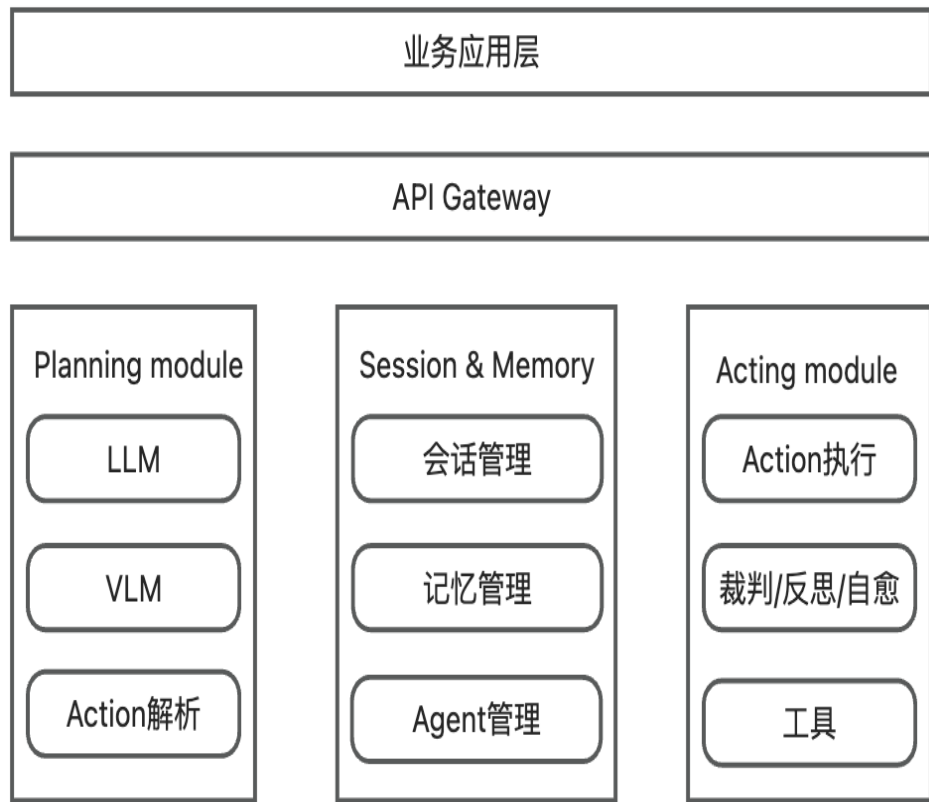 业务应用层
API Gateway
Planning module
LLM
VLM
Action解析
Session & Memory
会话管理
记忆管理
Agent管理
Acting module
Action执行
裁判/反思/自愈
工具